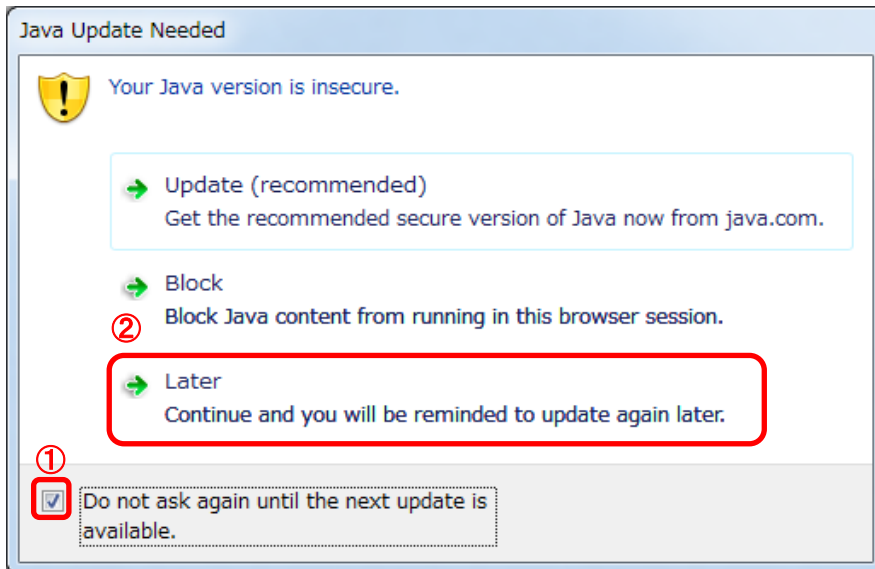 Java Update Needed
Your Java version is insecure.
Update (recommended)
Get the recommended secure version of Java now from java.com.
Block
Block Java content from running in this browser session.
②
Later
Continue and you will be reminded to update again later.
①
Do not ask again until the next update is
available.